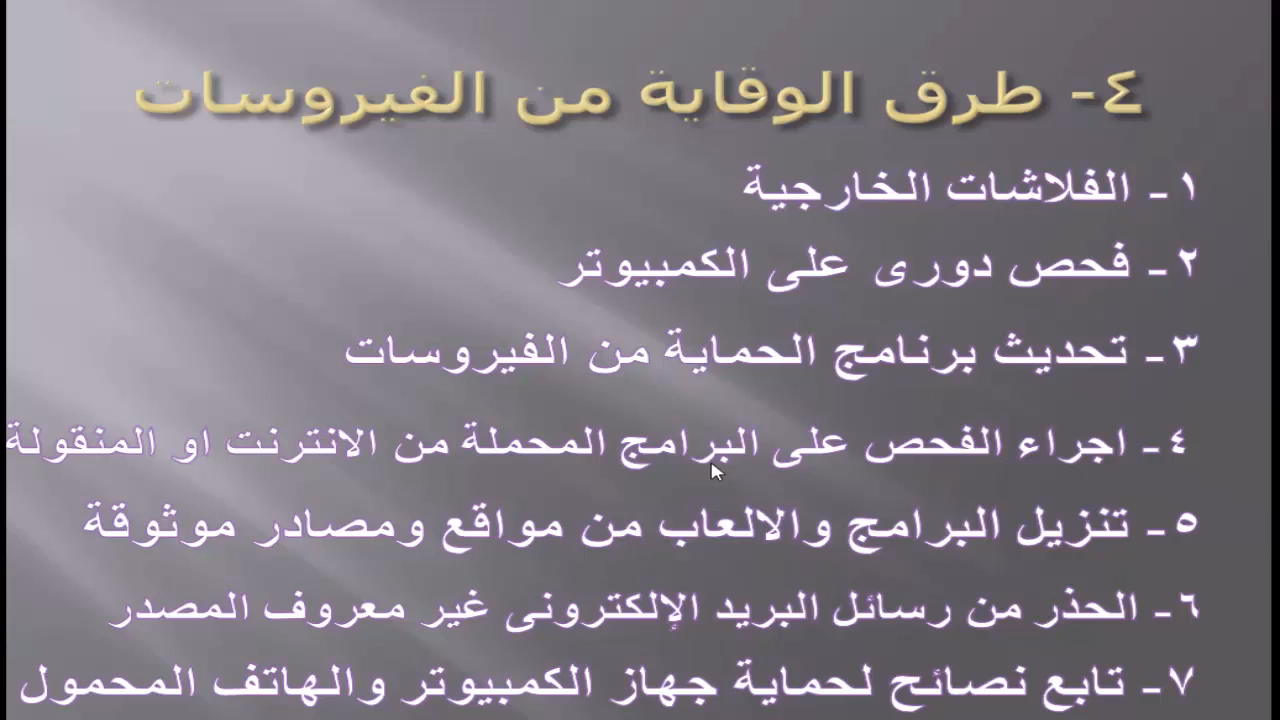 ٤- طرق الوقاية من الفيروسات
١- الفلاشات الخارجية
٢- فحص دورى على الكمبيوتر
٣- تحديث برنامج الحماية من الفيروسات
٤- اجراء الفحص على البرامج المحملة من الانترنت او المنقولة
٥- تنزيل البرامج والالعاب من مواقع ومصادر موثوقة
٦- الحذر من رسائل البريد الإلكترونى غير معروف المصدر
٧- تابع نصائح لحماية جهاز الكمبيوتر والهاتف المحمول